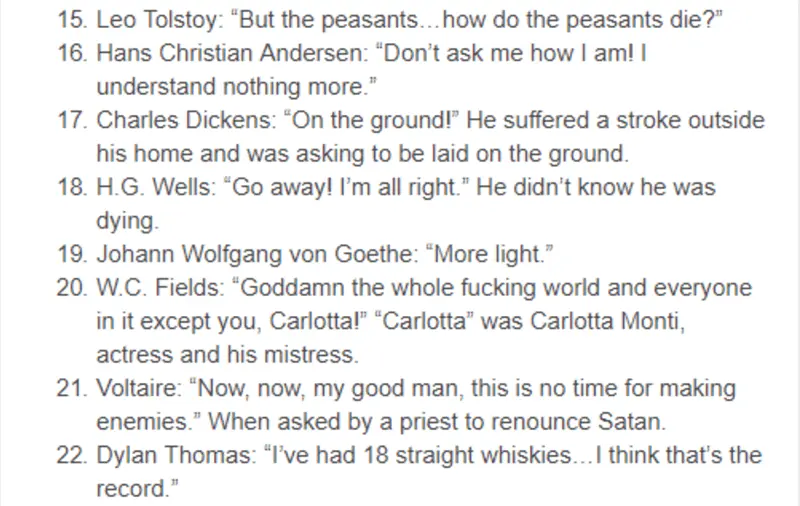 15. Leo Tolstoy: “But the peasants…how do the peasants die?”
16. Hans Christian Andersen: “Don’t ask me how I am! I
understand nothing more.”
17. Charles Dickens: “On the ground!” He suffered a stroke outside
his home and was asking to be laid on the ground.
18. H.G. Wells: “Go away! I’m all right.” He didn’t know he was
dying.
19. Johann Wolfgang von Goethe: “More light.”
20. W.C. Fields: “Goddamn the whole fucking world and everyone
in it except you, Carlotta!” “Carlotta” was Carlotta Monti,
actress and his mistress.
21. Voltaire: “Now, now, my good man, this is no time for making
enemies.” When asked by a priest to renounce Satan.
22. Dylan Thomas: “I’ve had 18 straight whiskies…I think that’s the
record.”